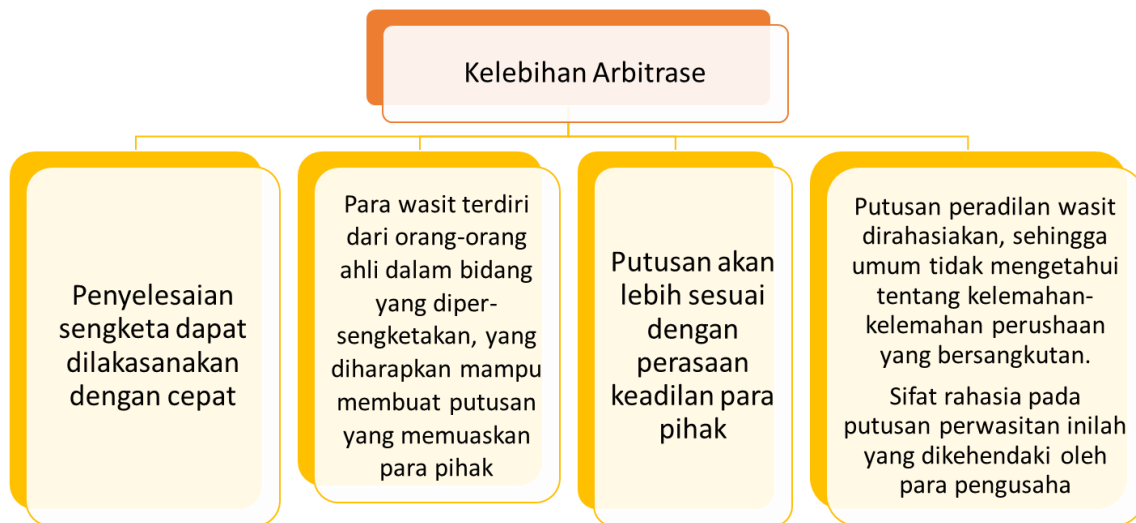 Kelebihan Arbitrase
Penyelesaian
sengketa dapat
dilakasanakan
dengan cepat
Para wasit terdiri
dari orang-orang
ahli dalam bidang
yang diper-
sengketakan, yang
diharapkan mampu
membuat putusan
yang memuaskan
para pihak
Putusan akan
lebih sesuai
dengan
perasaan
keadilan para
pihak
Putusan peradilan wasit
dirahasiakan, sehingga
umum tidak mengetahui
tentang kelemahan-
kelemahan perushaan
yang bersangkutan.
Sifat rahasia pada
putusan perwasitan inilah
yang dikehendaki oleh
para pengusaha